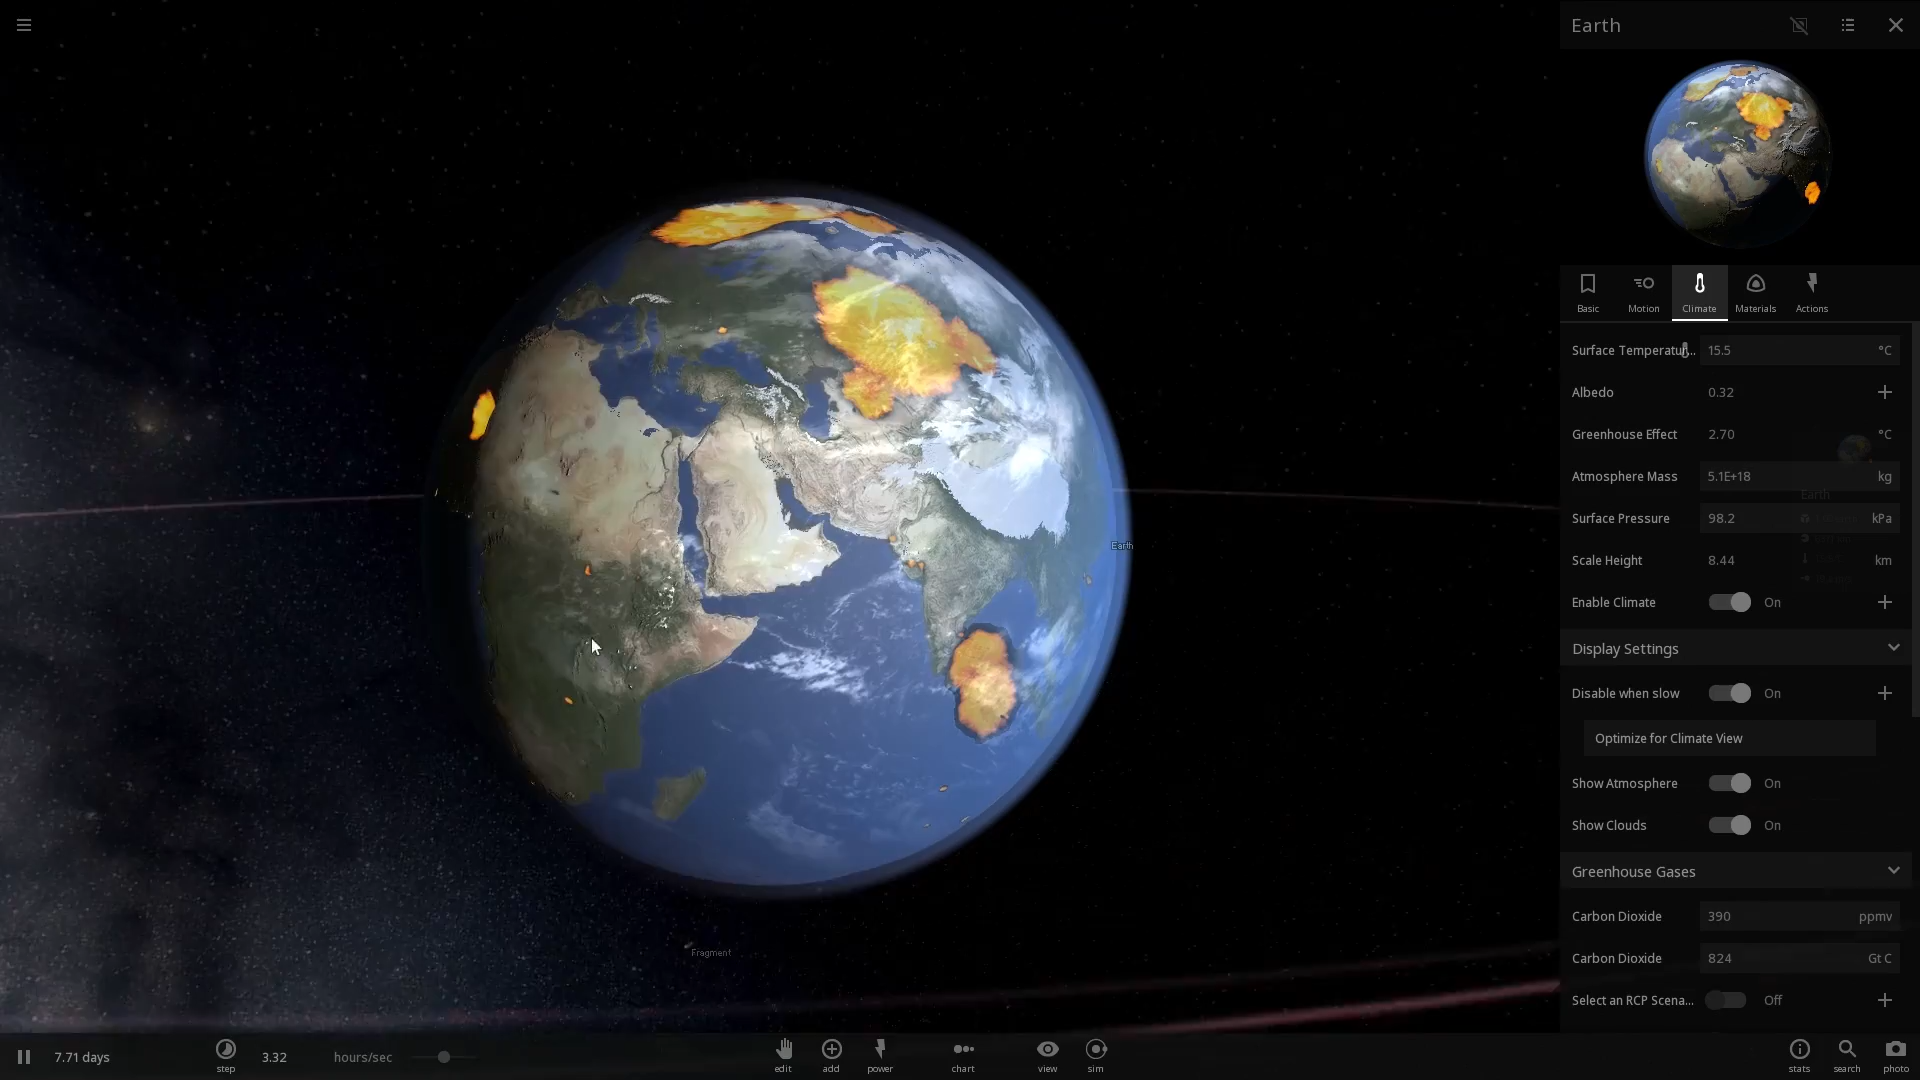 Earth
Basic
Motion
Climate
Materials
Actions
Surface Temperatur... 15.5 °C
Albedo 0.32
Greenhouse Effect 2.70 °C
Atmosphere Mass 5.1E+18 kg
Earth
Surface Pressure 98.2 kPa
Earth
Scale Height 8.44 km
Enable Climate On
Display Settings
Disable when slow On
Optimize for Climate View
Show Atmosphere On
Show Clouds On
Greenhouse Gases
Carbon Dioxide 390 ppmv
Fragment
Carbon Dioxide 824 Gt C
Select an RCP Scena... Off
7.71 days
step
3.32 hours/sec
edit
add
power
chart
view
sim
stats
search
photo